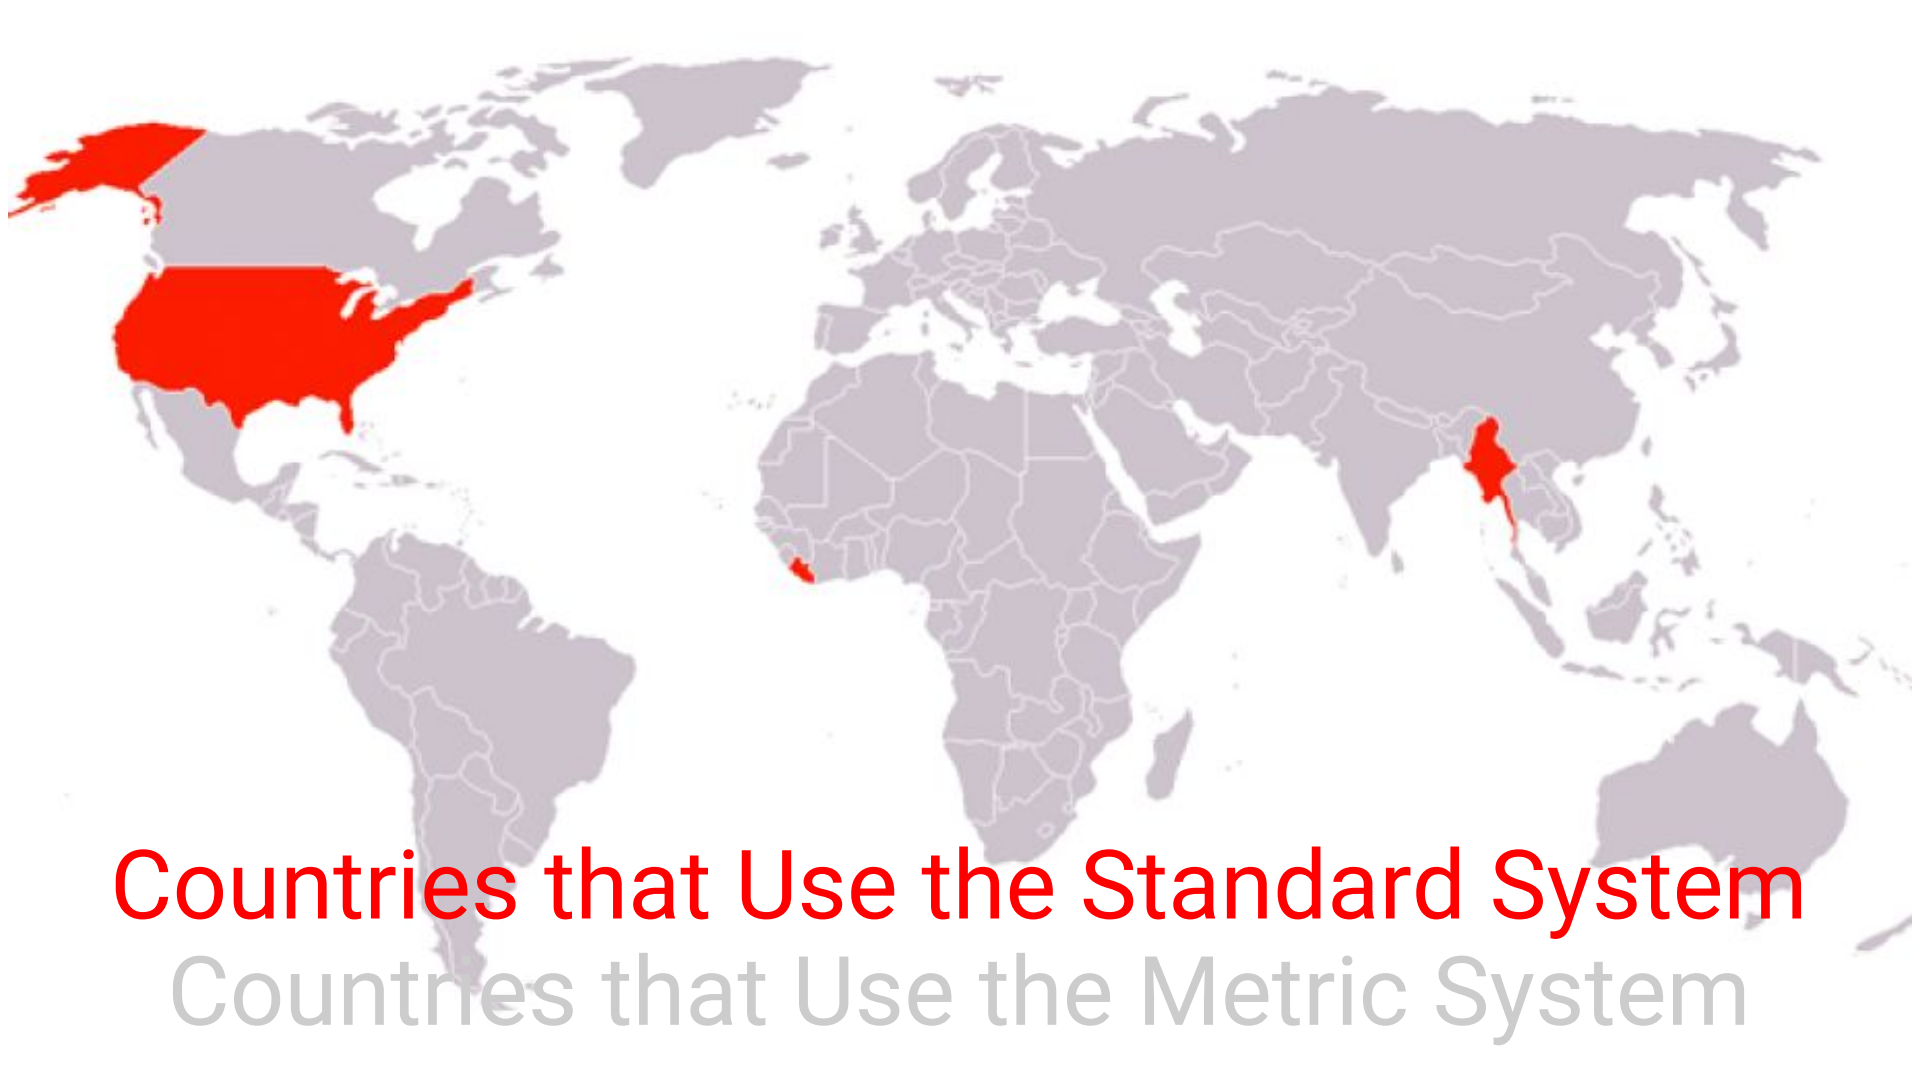 Countries that Use the Standard System
Countries that Use the Metric System